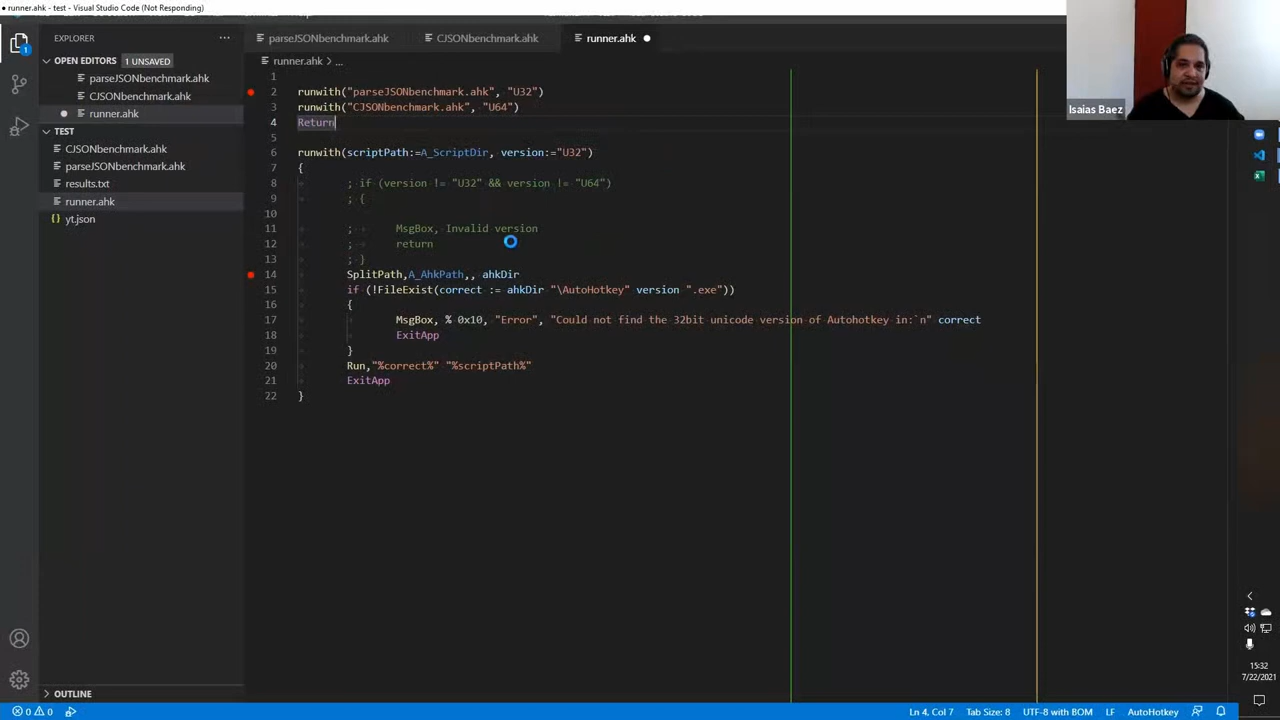 runner.ahk - test - Visual Studio Code (Not Responding)
EXPLORER
parseJSONbenchmark.ahk
CJSONbenchmark.ahk
runner.ahk
OPEN EDITORS
1 UNSAVED
parseJSONbenchmark.ahk
CJSONbenchmark.ahk
runner.ahk
TEST
CJSONbenchmark.ahk
parseJSONbenchmark.ahk
results.txt
runner.ahk
yt.json
OUTLINE
runner.ahk > ...
1
2 runwith("parseJSONbenchmark.ahk", "U32")
3 runwith("CJSONbenchmark.ahk", "U64")
4 Return
5
6 runwith(scriptPath:=A_ScriptDir, version:="U32")
7 {
8 ; if (version != "U32" && version != "U64")
9 ; {
10
11 ; MsgBox, Invalid version
12 ; return
13 ; }
14 SplitPath,A_AhkPath,, ahkDir
15 if (!FileExist(correct := ahkDir "\AutoHotkey" version ".exe"))
16 {
17 MsgBox, % 0x10, "Error", "Could not find the 32bit unicode version of Autohotkey in:`n" correct
18 ExitApp
19 }
20 Run,"%correct%" "%scriptPath%"
21 ExitApp
22 }
Isaias Baez
15:32
7/22/2021
0 0
Ln 4, Col 7
Tab Size: 8
UTF-8 with BOM
LF
AutoHotkey